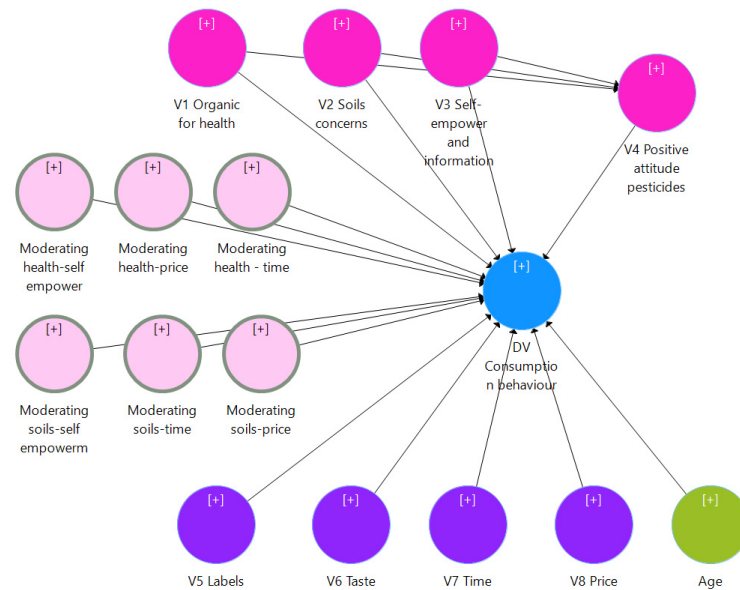 [+]
[+]
[+]
[+]
V1 Organic
for health
V2 Soils
concerns
V3 Self-
empower
and
information
V4 Positive
attitude
pesticides
[+]
[+]
[+]
Moderating
health-self
empower
Moderating
health-price
Moderating
health - time
[+]
DV
Consumptio
n behaviour
[+]
[+]
[+]
Moderating
soils-self
empowerm
Moderating
soils-time
Moderating
soils-price
[+]
[+]
[+]
[+]
[+]
V5 Labels
V6 Taste
V7 Time
V8 Price
Age